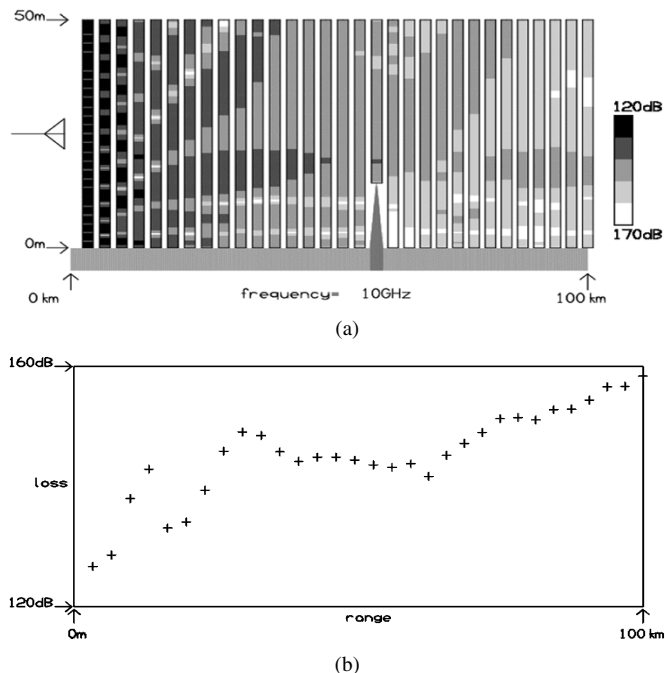 50m
120dB
170dB
0m
0 km
frequency= 10GHz
100 km
(a)
160dB
loss
120dB
range
0m
100 km
(b)